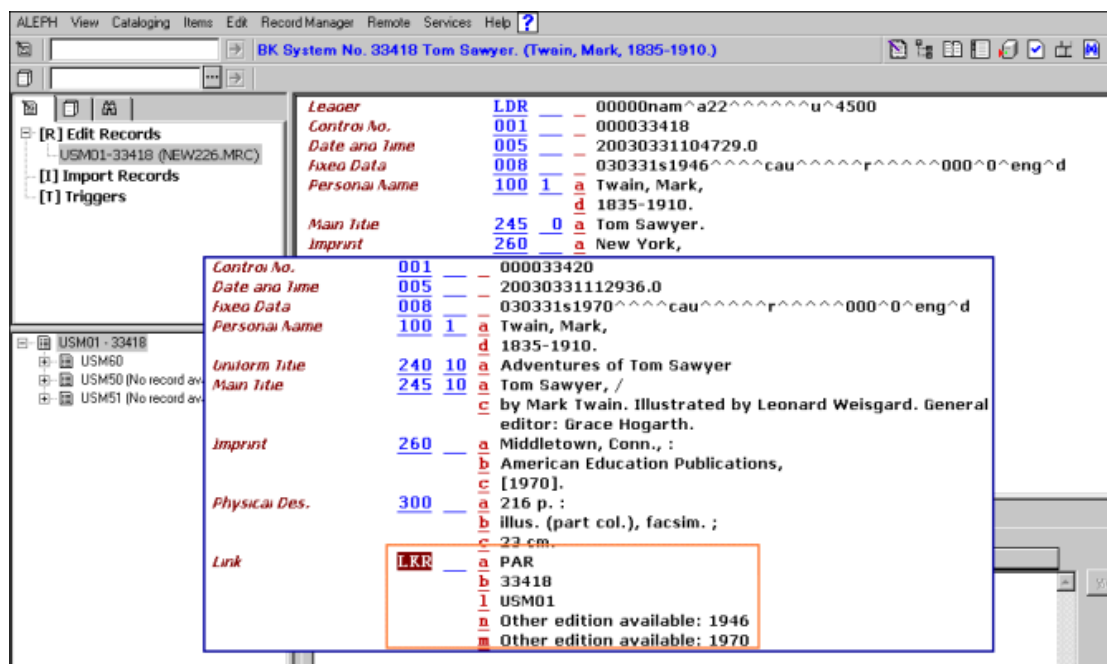 ALEPH View Cataloging Items Edit Record Manager Remote Services Help ?
BK System No. 33418 Tom Sawyer. (Twain, Mark, 1835-1910.)
[R] Edit Records
USM01-33418 (NEW226.MRC)
[I] Import Records
[T] Triggers
Leader LDR 00000nam^a22^^^^^^u^4500
Control No. 001 000033418
Date and Time 005 20030331104729.0
Fixed Data 008 030331s1946^^^^cau^^^^^r^^^^^000^0^eng^d
Personal Name 100 1 a Twain, Mark,
d 1835-1910.
Main Title 245 0 a Tom Sawyer.
Imprint 260 a New York,
USM01 - 33418
USM60
USM50 (No record av
USM51 (No record av
Control No. 001 000033420
Date and Time 005 20030331112936.0
Fixed Data 008 030331s1970^^^^cau^^^^^r^^^^^000^0^eng^d
Personal Name 100 1 a Twain, Mark,
d 1835-1910.
Uniform Title 240 10 a Adventures of Tom Sawyer
Main Title 245 10 a Tom Sawyer, /
c by Mark Twain. Illustrated by Leonard Weisgard. General
editor: Grace Hogarth.
Imprint 260 a Middletown, Conn., :
b American Education Publications,
c [1970].
Physical Des. 300 a 216 p. :
b illus. (part col.), facsim. ;
c 23 cm.
Link LKR a PAR
b 33418
l USM01
n Other edition available: 1946
m Other edition available: 1970